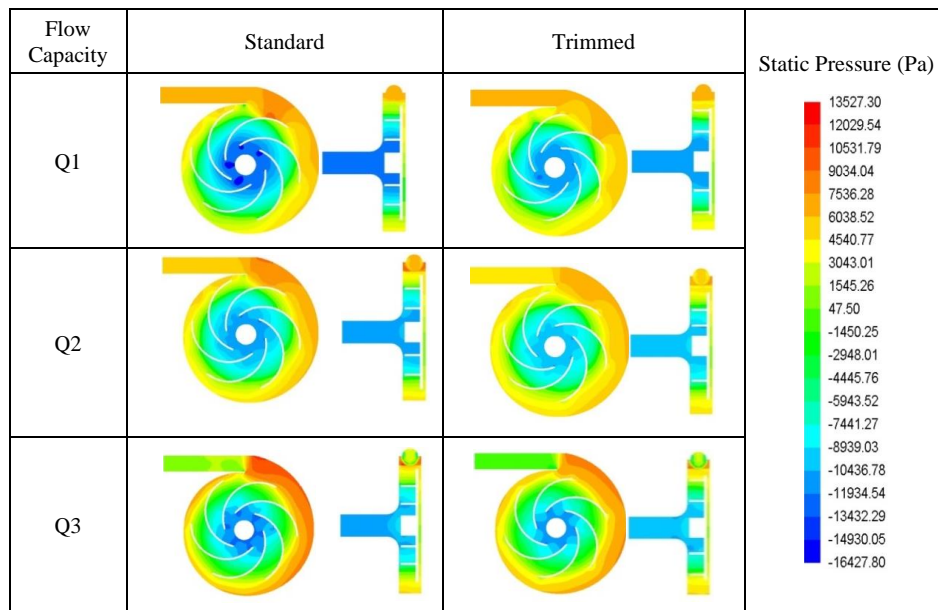 Flow
Capacity
Standard
Trimmed
Static Pressure (Pa)
Q1
Q2
Q3
13527.30
12029.54
10531.79
9034.04
7536.28
6038.52
4540.77
3043.01
1545.26
47.50
-1450.25
-2948.01
-4445.76
-5943.52
-7441.27
-8939.03
-10436.78
-11934.54
-13432.29
-14930.05
-16427.80